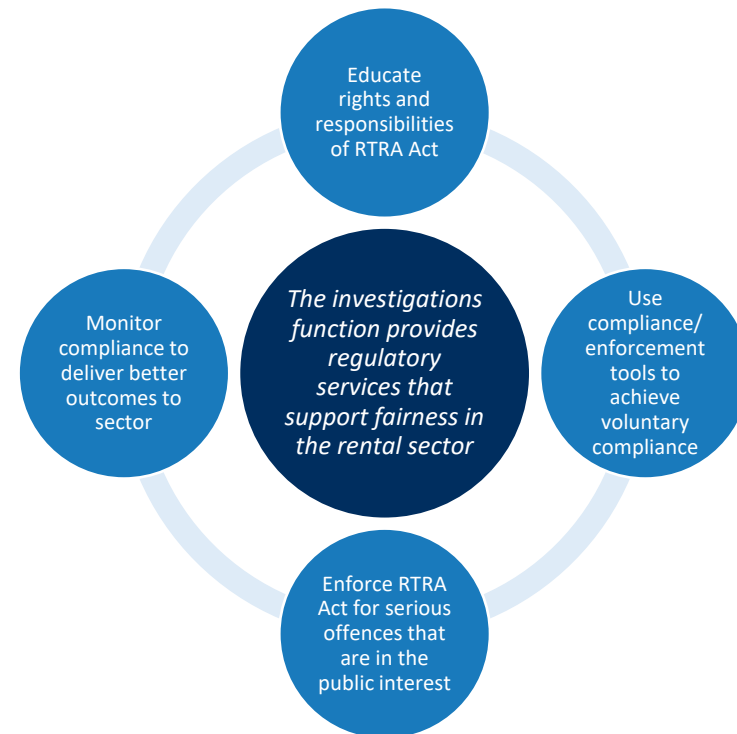 Educate
rights and
responsibilities
of RTRA Act
The investigations
function provides
regulatory
services that
support fairness in
the rental sector
Use
compliance/
enforcement
tools to
achieve
voluntary
compliance
Enforce RTRA
Act for serious
offences that
are in the
public interest
Monitor
compliance to
deliver better
outcomes to
sector